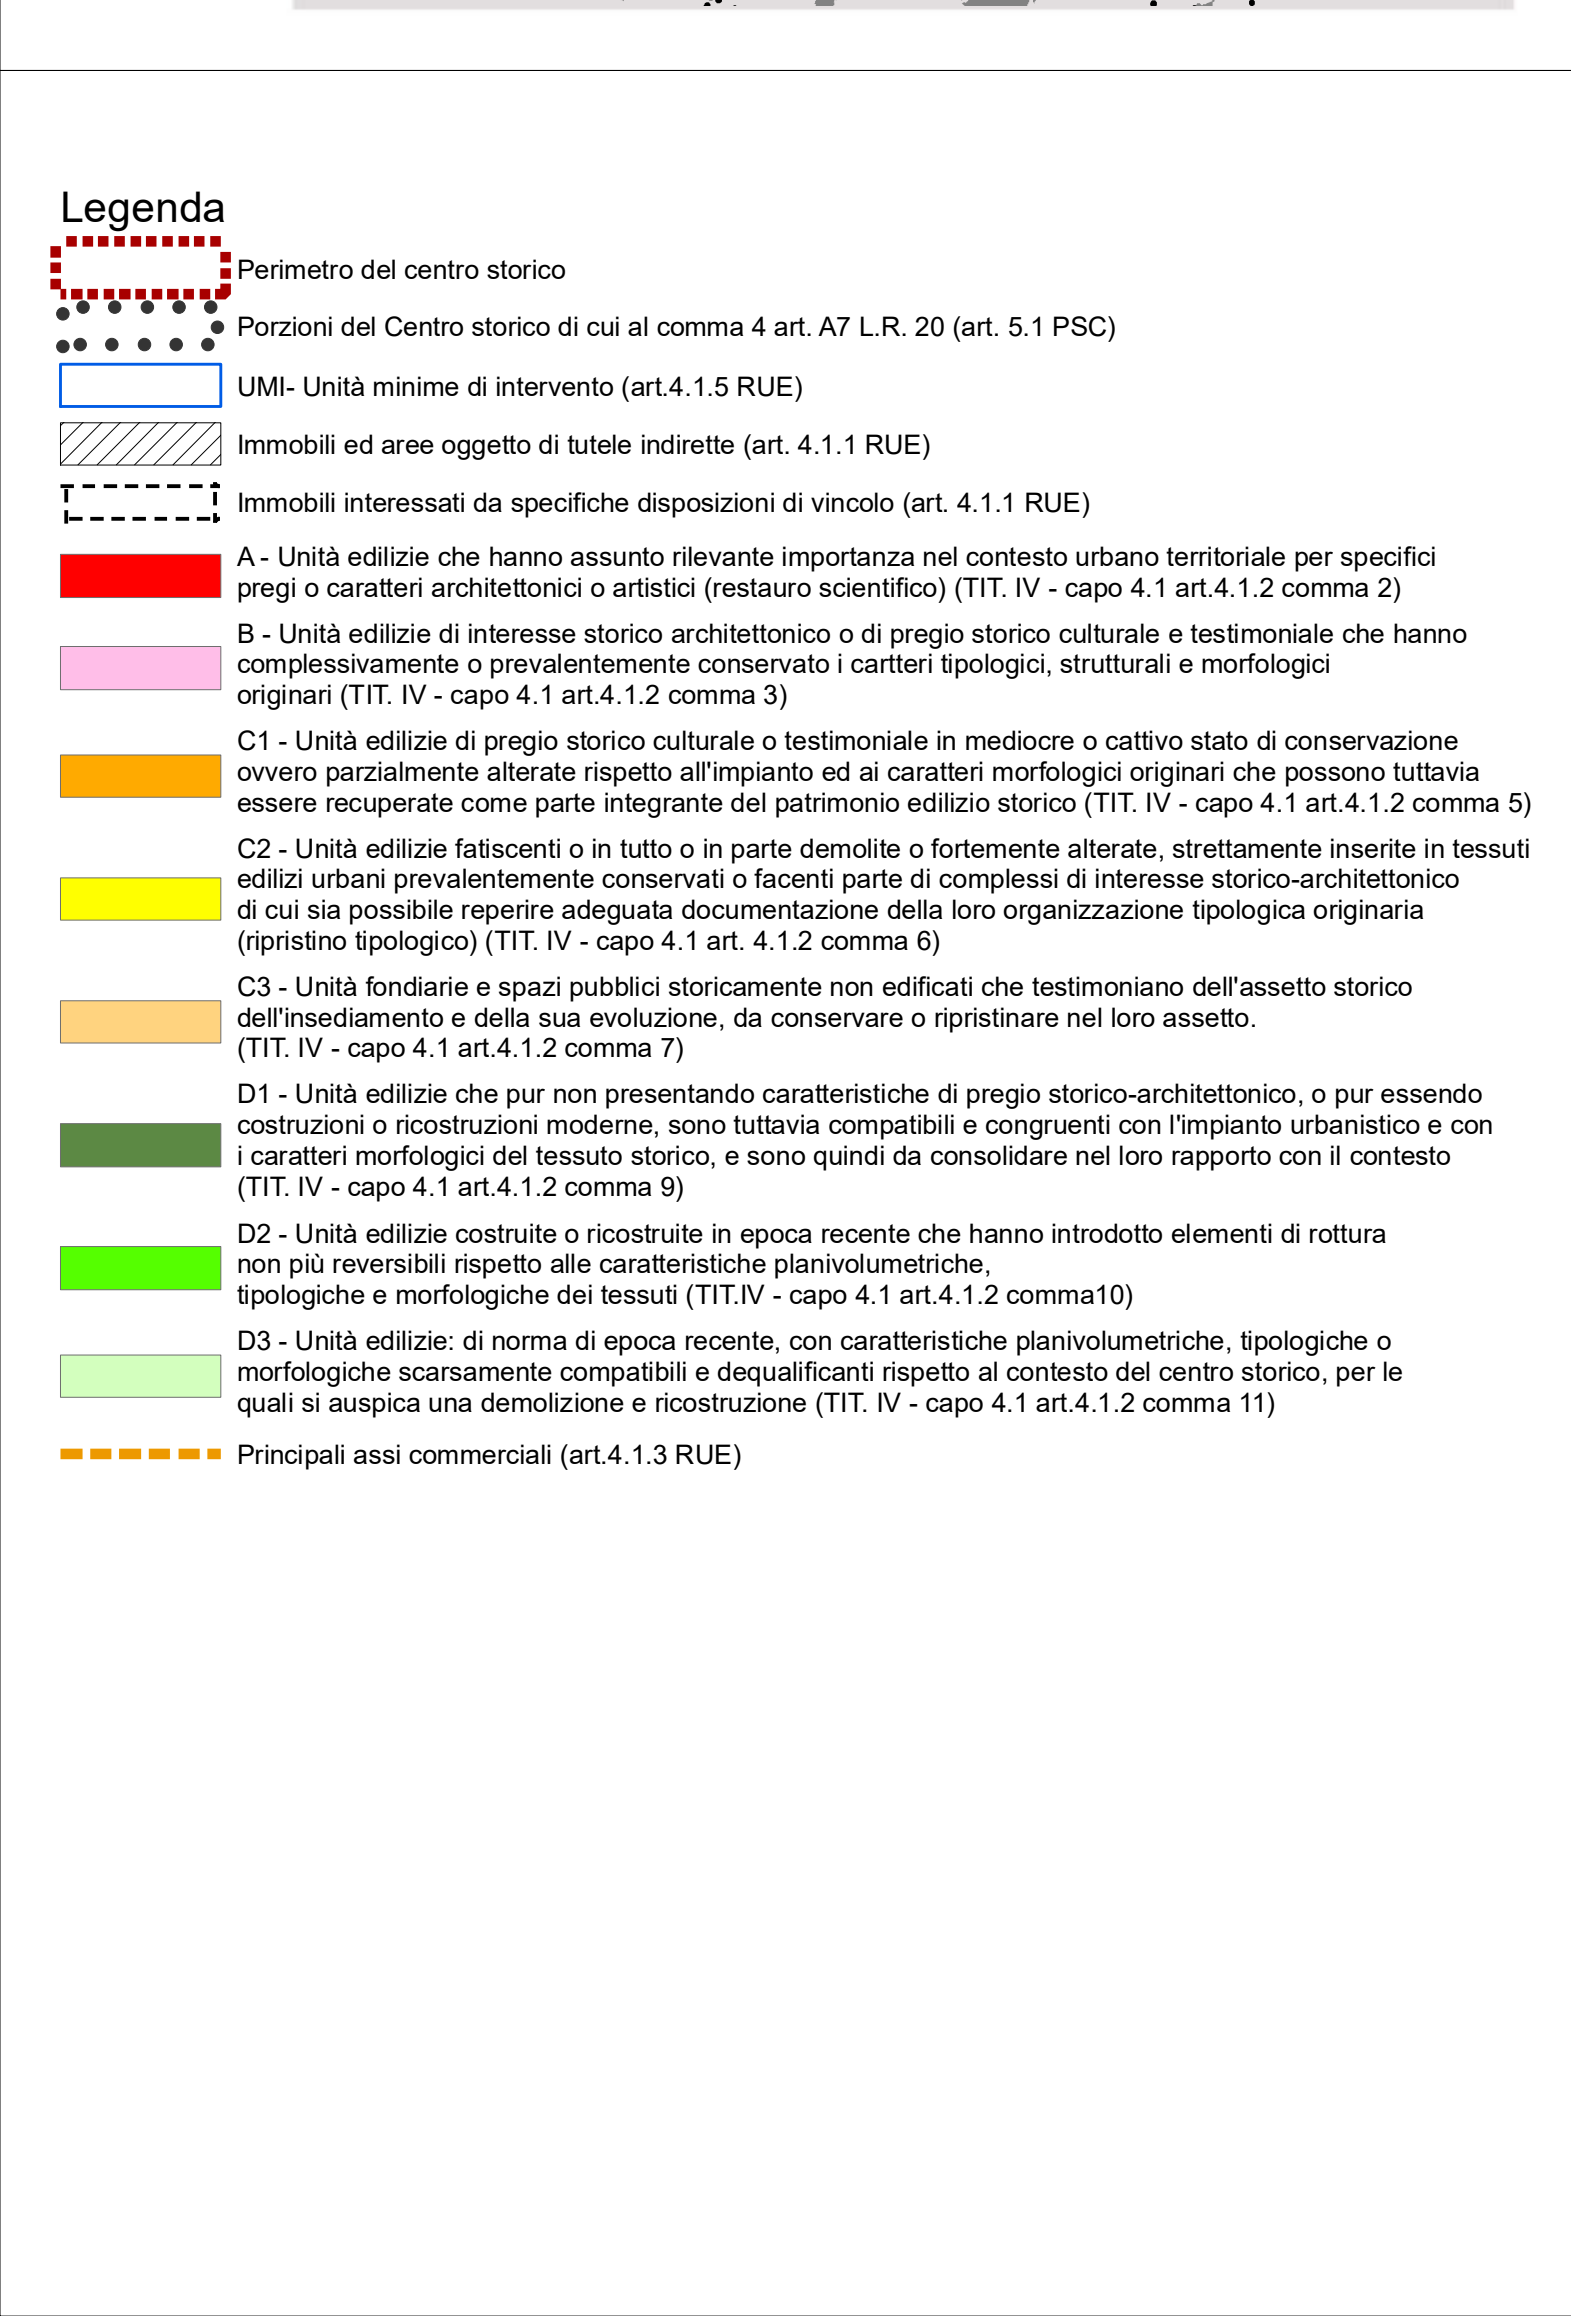 Legenda
Perimetro del centro storico
Porzioni del Centro storico di cui al comma 4 art. A7 L.R. 20 (art. 5.1 PSC)
UMI- Unità minime di intervento (art.4.1.5 RUE)
Immobili ed aree oggetto di tutele indirette (art. 4.1.1 RUE)
Immobili interessati da specifiche disposizioni di vincolo (art. 4.1.1 RUE)
A - Unità edilizie che hanno assunto rilevante importanza nel contesto urbano territoriale per specifici
pregi o caratteri architettonici o artistici (restauro scientifico) (TIT. IV - capo 4.1 art.4.1.2 comma 2)
B - Unità edilizie di interesse storico architettonico o di pregio storico culturale e testimoniale che hanno
complessivamente o prevalentemente conservato i cartteri tipologici, strutturali e morfologici
originari (TIT. IV - capo 4.1 art.4.1.2 comma 3)
C1 - Unità edilizie di pregio storico culturale o testimoniale in mediocre o cattivo stato di conservazione
ovvero parzialmente alterate rispetto all'impianto ed ai caratteri morfologici originari che possono tuttavia
essere recuperate come parte integrante del patrimonio edilizio storico (TIT. IV - capo 4.1 art.4.1.2 comma 5)
C2 - Unità edilizie fatiscenti o in tutto o in parte demolite o fortemente alterate, strettamente inserite in tessuti
edilizi urbani prevalentemente conservati o facenti parte di complessi di interesse storico-architettonico
di cui sia possibile reperire adeguata documentazione della loro organizzazione tipologica originaria
(ripristino tipologico) (TIT. IV - capo 4.1 art. 4.1.2 comma 6)
C3 - Unità fondiarie e spazi pubblici storicamente non edificati che testimoniano dell'assetto storico
dell'insediamento e della sua evoluzione, da conservare o ripristinare nel loro assetto.
(TIT. IV - capo 4.1 art.4.1.2 comma 7)
D1 - Unità edilizie che pur non presentando caratteristiche di pregio storico-architettonico, o pur essendo
costruzioni o ricostruzioni moderne, sono tuttavia compatibili e congruenti con l'impianto urbanistico e con
i caratteri morfologici del tessuto storico, e sono quindi da consolidare nel loro rapporto con il contesto
(TIT. IV - capo 4.1 art.4.1.2 comma 9)
D2 - Unità edilizie costruite o ricostruite in epoca recente che hanno introdotto elementi di rottura
non più reversibili rispetto alle caratteristiche planivolumetriche,
tipologiche e morfologiche dei tessuti (TIT.IV - capo 4.1 art.4.1.2 comma10)
D3 - Unità edilizie: di norma di epoca recente, con caratteristiche planivolumetriche, tipologiche o
morfologiche scarsamente compatibili e dequalificanti rispetto al contesto del centro storico, per le
quali si auspica una demolizione e ricostruzione (TIT. IV - capo 4.1 art.4.1.2 comma 11)
Principali assi commerciali (art.4.1.3 RUE)